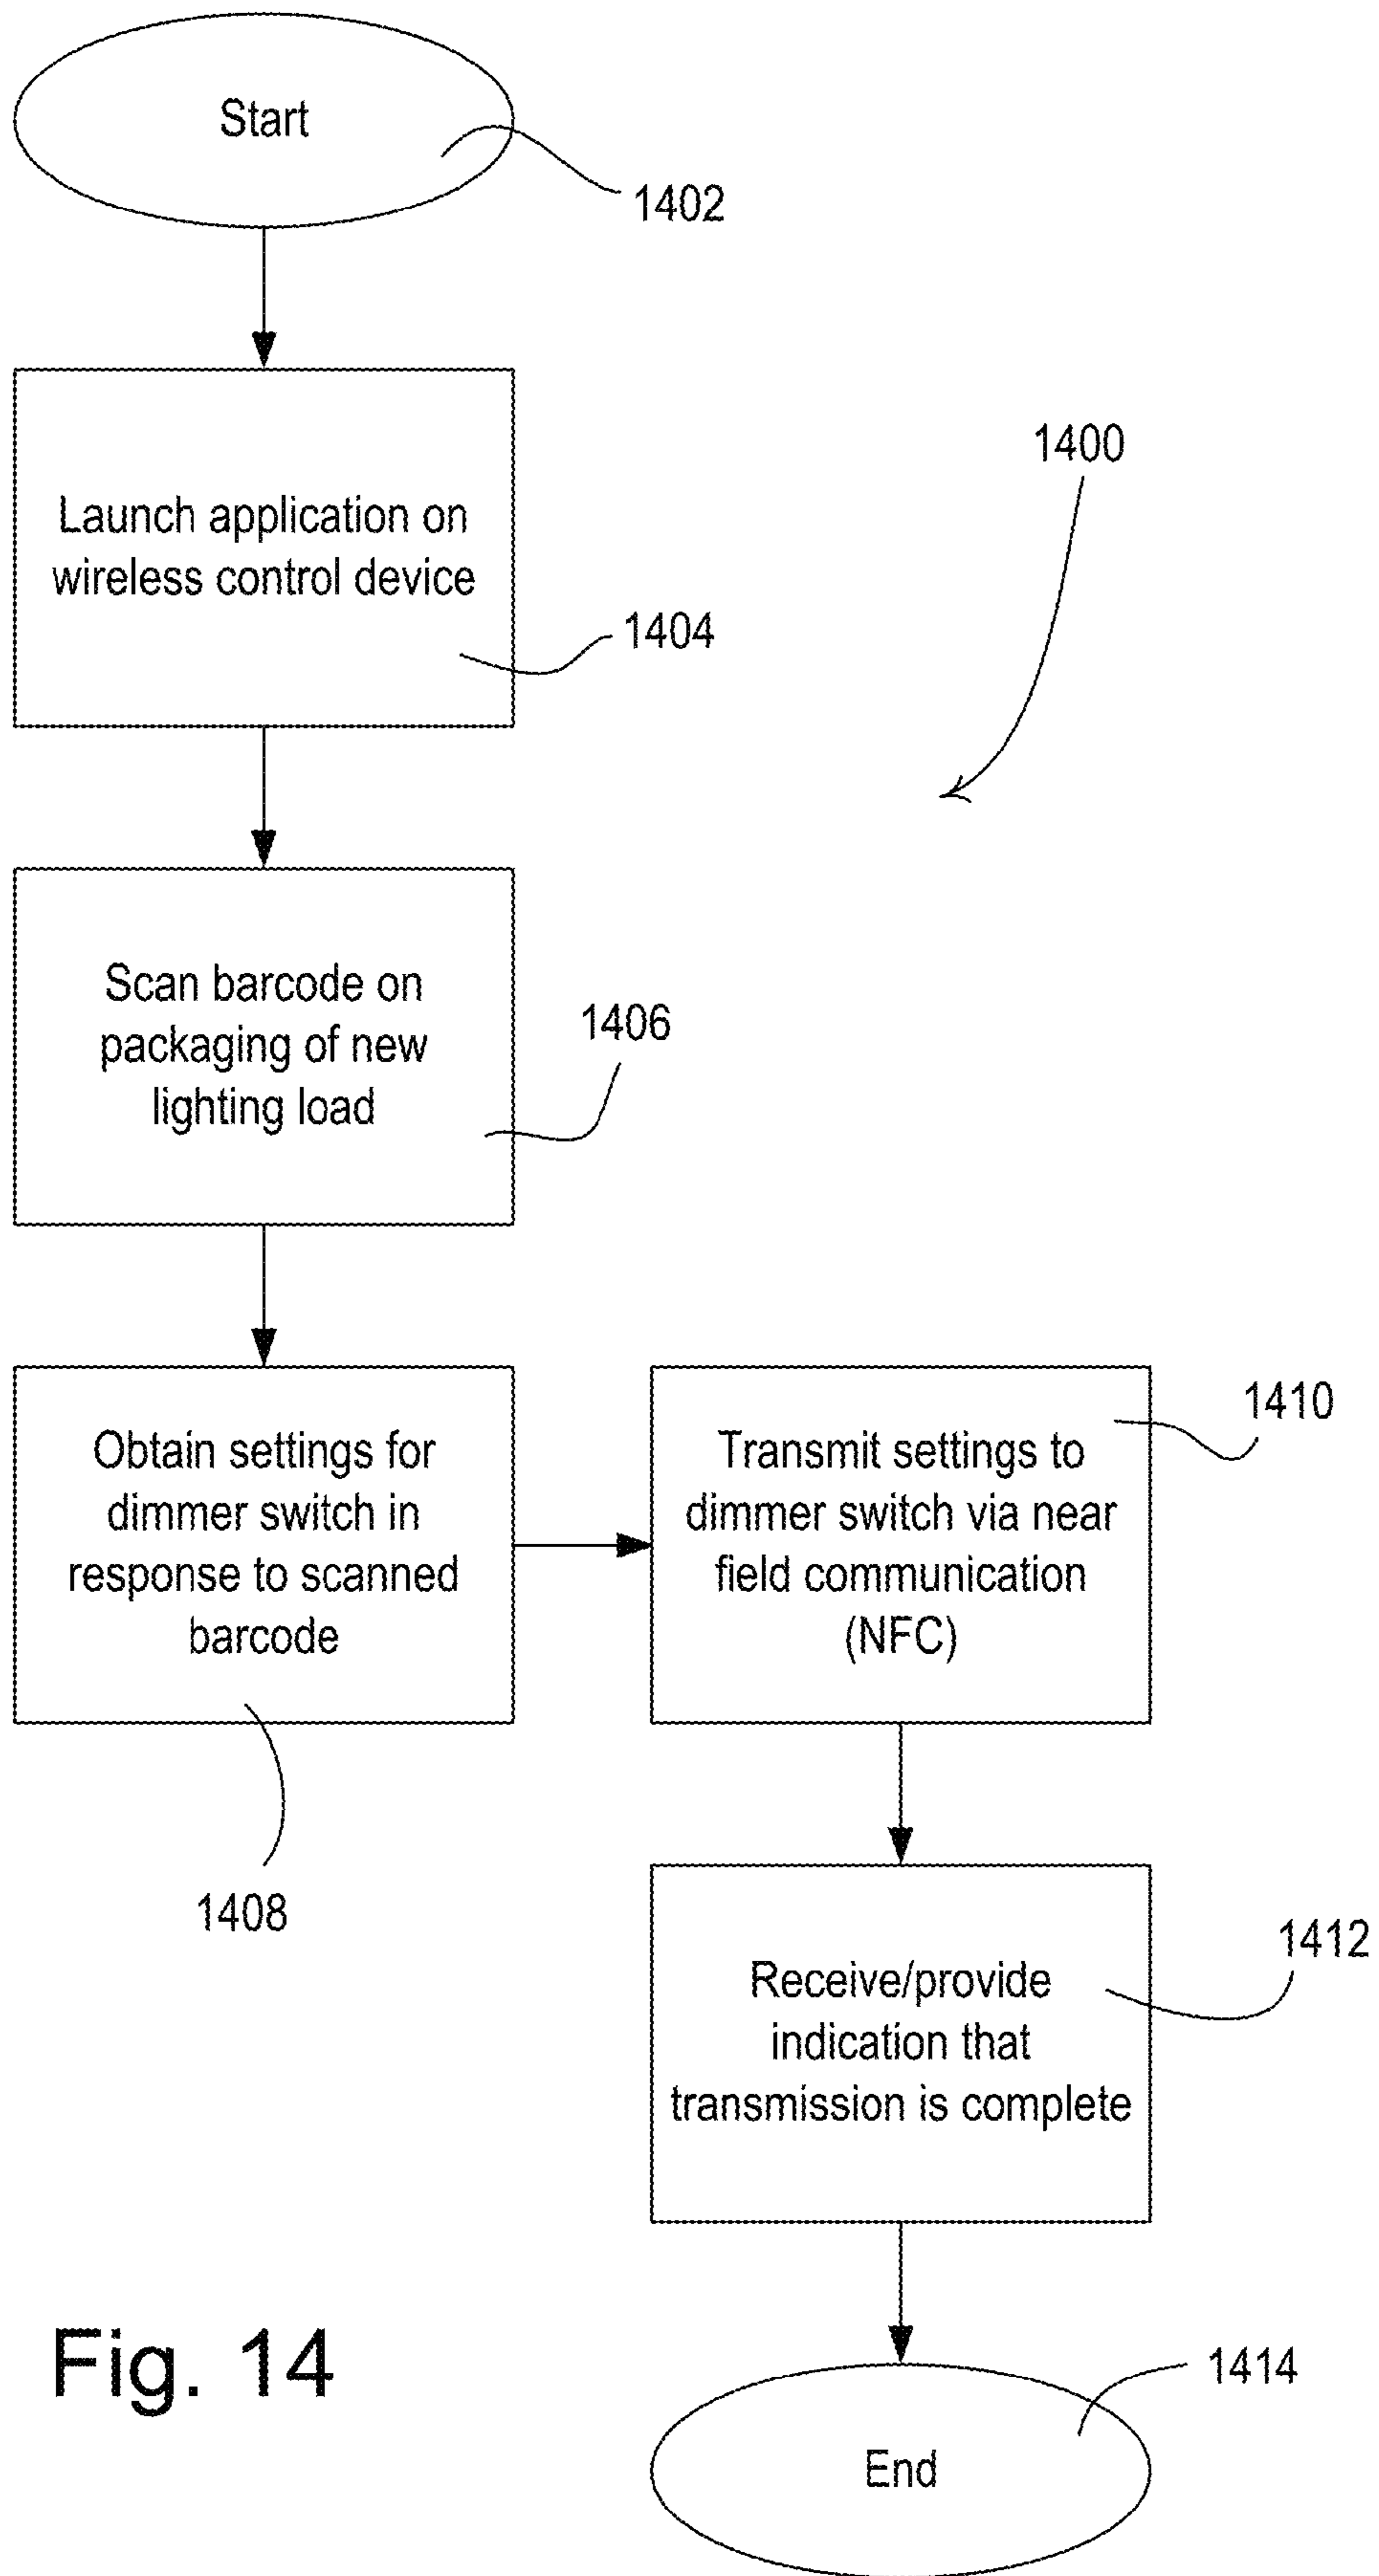 Start
1402
1400
Launch application on
wireless control device
1404
Scan barcode on
packaging of new
lighting load
1406
Obtain settings for
dimmer switch in
response to scanned
barcode
1408
Transmit settings to
dimmer switch via near
field communication
(NFC)
1410
Receive/provide
indication that
transmission is complete
1412
End
1414
Fig. 14